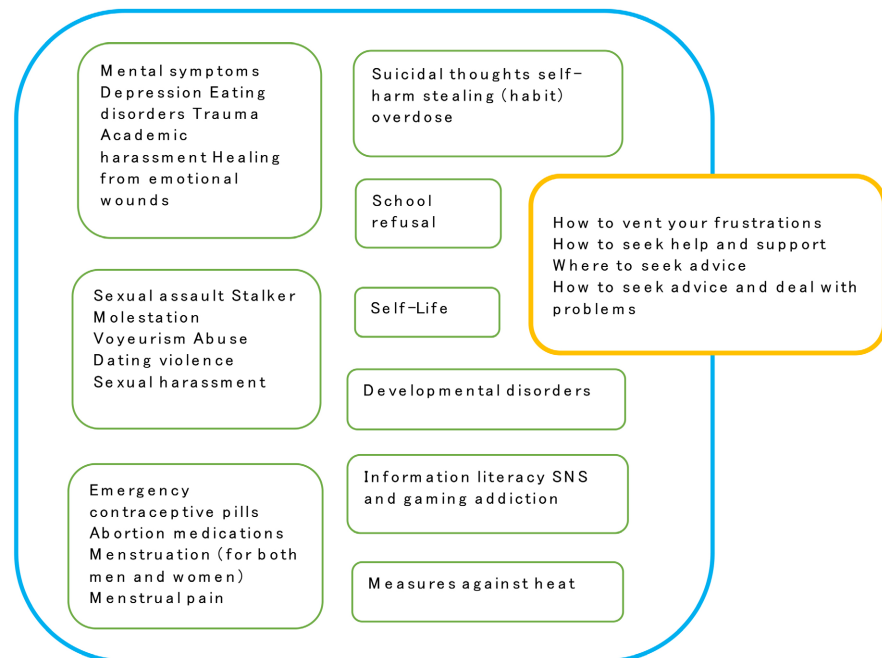 Mental symptoms
Depression Eating
disorders Trauma
Academic
harassment Healing
from emotional
wounds
Sexual assault Stalker
Molestation
Voyeurism Abuse
Dating violence
Sexual harassment
Emergency
contraceptive pills
Abortion medications
Menstruation (for both
men and women)
Menstrual pain
Suicidal thoughts self-
harm stealing (habit)
overdose
School
refusal
Self-Life
Developmental disorders
Information literacy SNS
and gaming addiction
Measures against heat
How to vent your frustrations
How to seek help and support
Where to seek advice
How to seek advice and deal with
problems